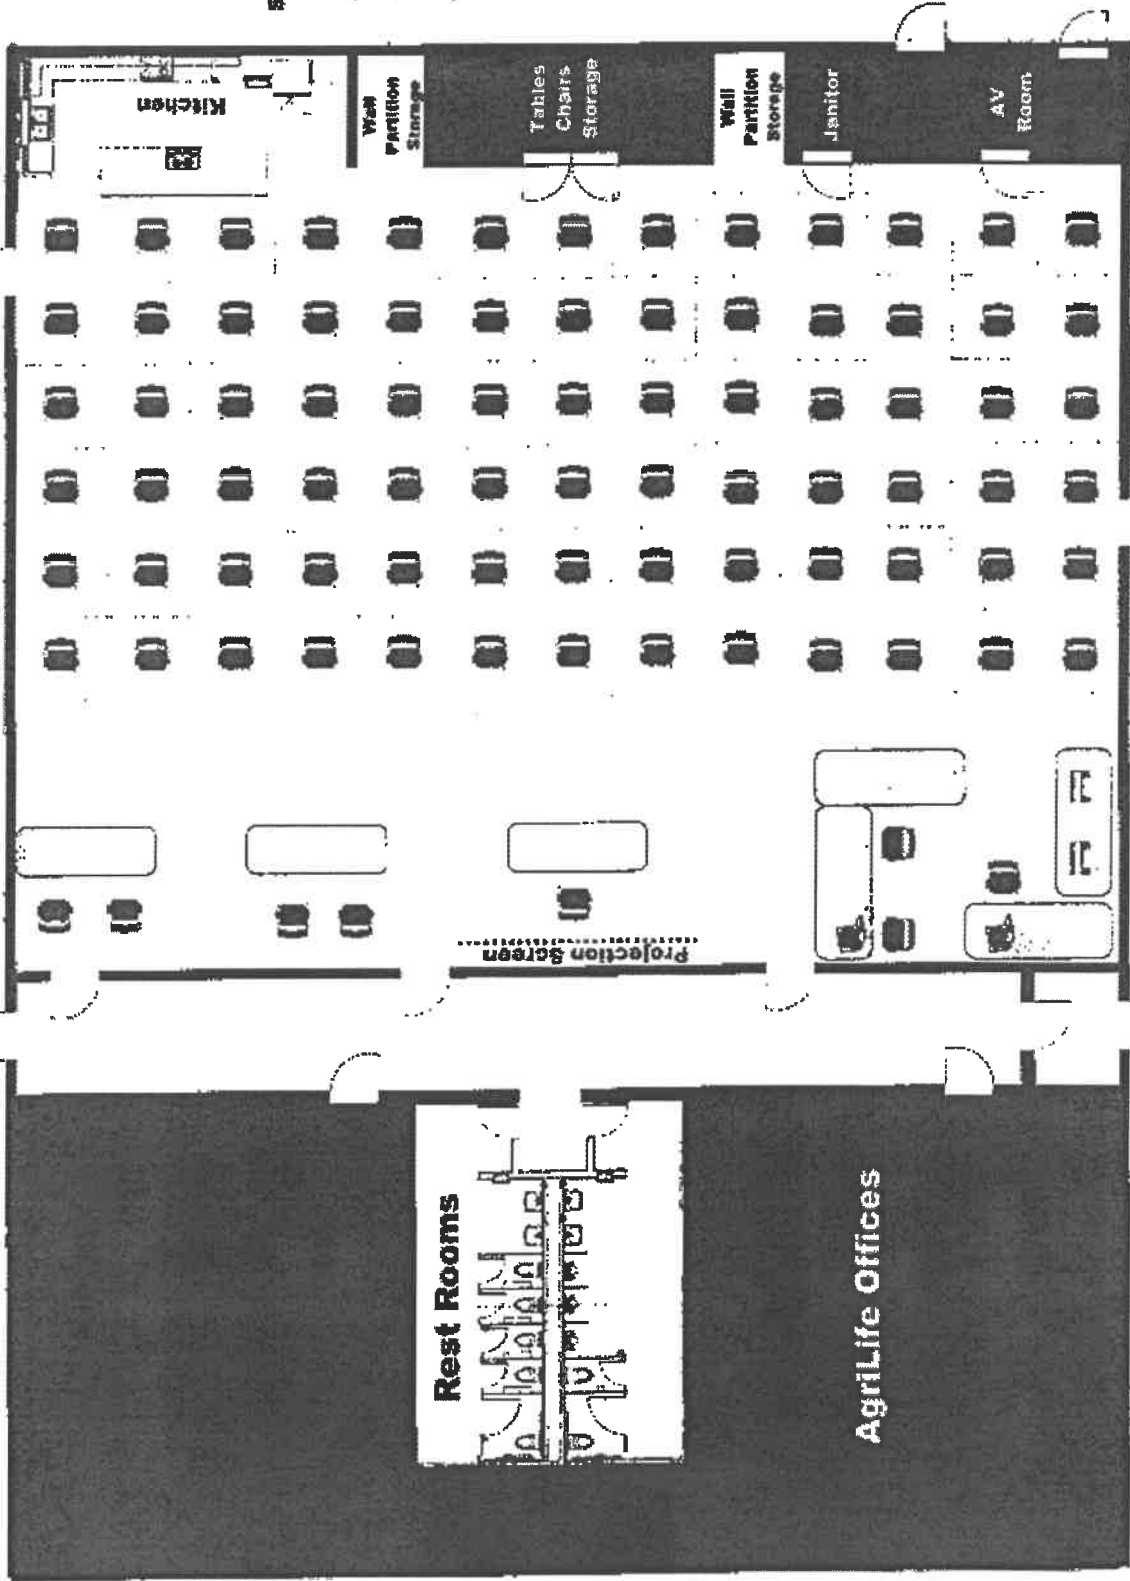 Kitchen
Wall
Partition
Storage
Tables
Chairs
Storage
Wall
Partition
Storage
Janitor
AV
Room
Projection Screen
Rest Rooms
AgriLife Offices